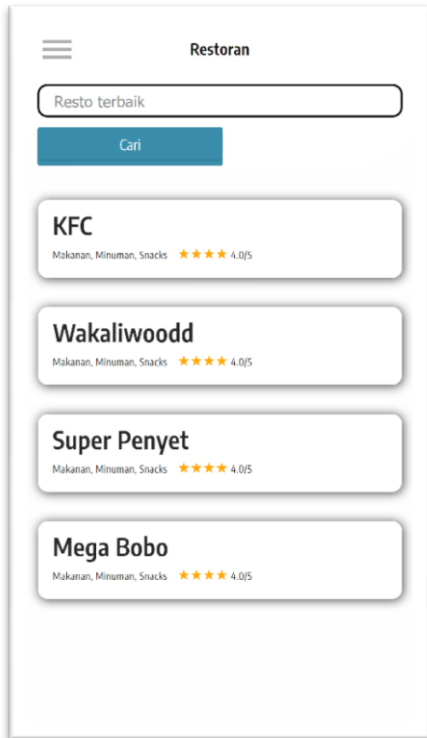 Restoran
Resto terbaik
Cari
KFC
Makanan, Minuman, Snacks ★★★★ 4.0/5
Wakaliwoodd
Makanan, Minuman, Snacks ★★★★ 4.0/5
Super Penyet
Makanan, Minuman, Snacks ★★★★ 4.0/5
Mega Bobo
Makanan, Minuman, Snacks ★★★★ 4.0/5